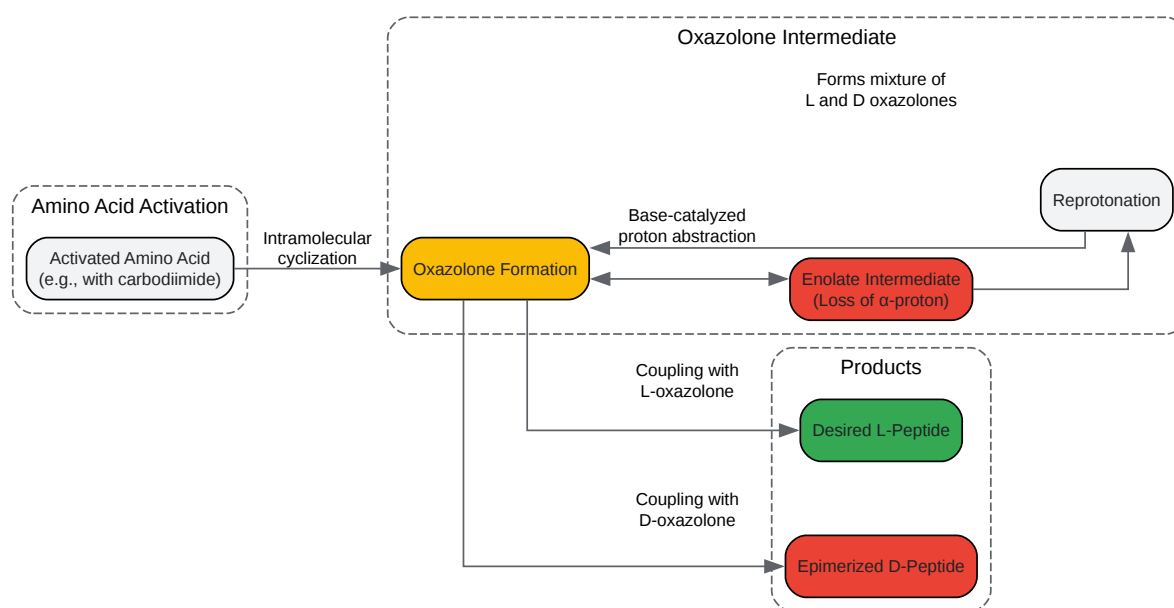 Oxazolone Intermediate
Forms mixture of
L and D oxazolones
Reprotonation
Amino Acid Activation
Activated Amino Acid
(e.g., with carbodiimide)
Intramolecular
cyclization
Base-catalyzed
proton abstraction
Oxazolone Formation
Enolate Intermediate
(Loss of α-proton)
Coupling with
L-oxazolone
Products
Desired L-Peptide
Coupling with
D-oxazolone
Epimerized D-Peptide